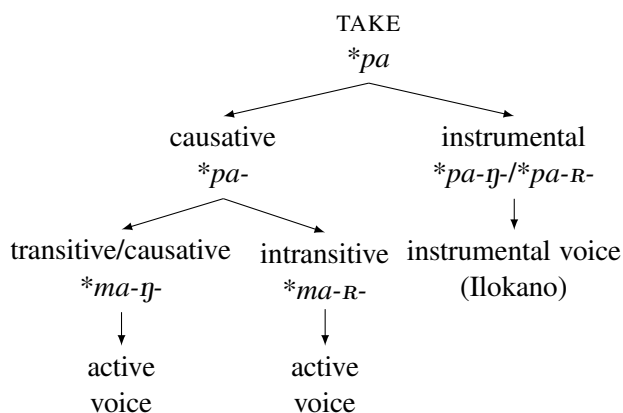 TAKE
*pa
causative instrumental
*pa- *pa-ŋ-/*pa-ʀ-
transitive/causative intransitive instrumental voice
*ma-ŋ- *ma-ʀ- (Ilokano)
active active
voice voice